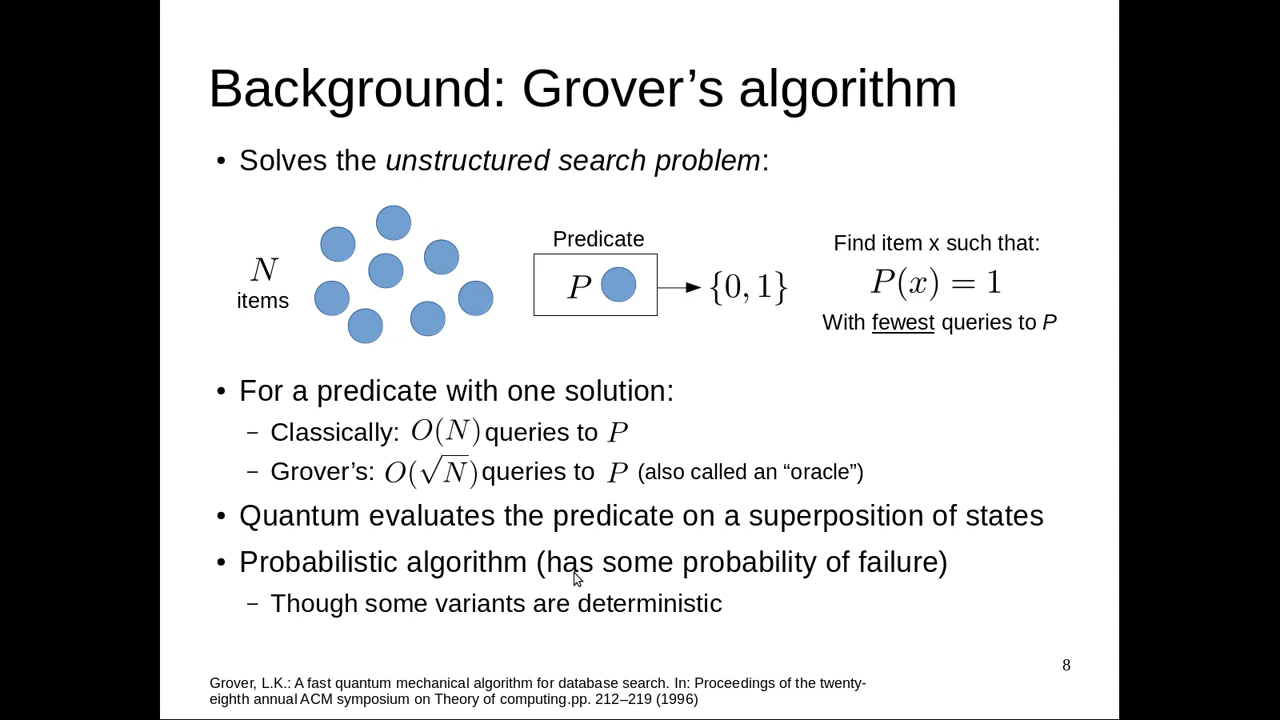 Background: Grover’s algorithm
• Solves the unstructured search problem:
N
items
Predicate
P
{0, 1}
Find item x such that:
P(x) = 1
With fewest queries to P
• For a predicate with one solution:
– Classically: O(N) queries to P
– Grover’s: O(√N) queries to P (also called an “oracle”)
• Quantum evaluates the predicate on a superposition of states
• Probabilistic algorithm (has some probability of failure)
– Though some variants are deterministic
8
Grover, L.K.: A fast quantum mechanical algorithm for database search. In: Proceedings of the twenty-
eighth annual ACM symposium on Theory of computing.pp. 212–219 (1996)